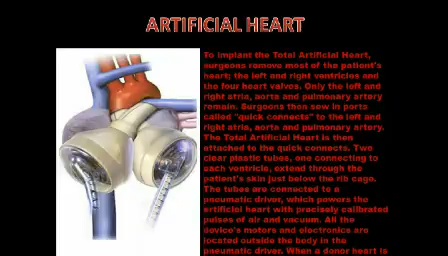 ARTIFICIAL HEART
To implant the Total Artificial Heart,
surgeons remove most of the patient's
heart; the left and right ventricles and
the four heart valves. Only the left and
right atria, aorta and pulmonary artery
remain. Surgeons then sew in ports
called "quick connects" to the left and
right atria, aorta and pulmonary artery.
The Total Artificial Heart is then
attached to the quick connects. Two
clear plastic tubes, one connecting to
each ventricle, extend through the
patient's skin just below the rib cage.
The tubes are connected to a
pneumatic driver, which powers the
artificial heart with precisely calibrated
pulses of air and vacuum. All the
device's motors and electronics are
located outside the body in the
pneumatic driver. When a donor heart is